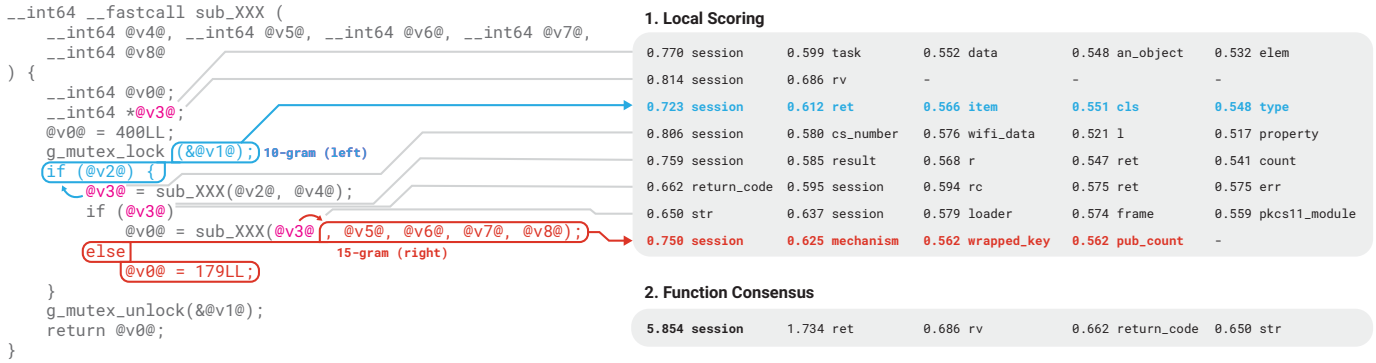 __int64 __fastcall sub_XXX (
__int64 @v4@, __int64 @v5@, __int64 @v6@, __int64 @v7@,
__int64 @v8@
) {
__int64 @v0@;
__int64 *@v3@;
@v0@ = 400LL;
g_mutex_lock (&@v1@); 10-gram (left)
if (@v2@) {
@v3@ = sub_XXX(@v2@, @v4@);
if (@v3@)
@v0@ = sub_XXX(@v3@ , @v5@, @v6@, @v7@, @v8@);
else 15-gram (right)
@v0@ = 179LL;
}
g_mutex_unlock(&@v1@);
return @v0@;
}
1. Local Scoring
0.770 session 0.599 task 0.552 data 0.548 an_object 0.532 elem
0.814 session 0.686 rv - - -
0.723 session 0.612 ret 0.566 item 0.551 cls 0.548 type
0.806 session 0.580 cs_number 0.576 wifi_data 0.521 l 0.517 property
0.759 session 0.585 result 0.568 r 0.547 ret 0.541 count
0.662 return_code 0.595 session 0.594 rc 0.575 ret 0.575 err
0.650 str 0.637 session 0.579 loader 0.574 frame 0.559 pkcs11_module
0.750 session 0.625 mechanism 0.562 wrapped_key 0.562 pub_count -
2. Function Consensus
5.854 session 1.734 ret 0.686 rv 0.662 return_code 0.650 str